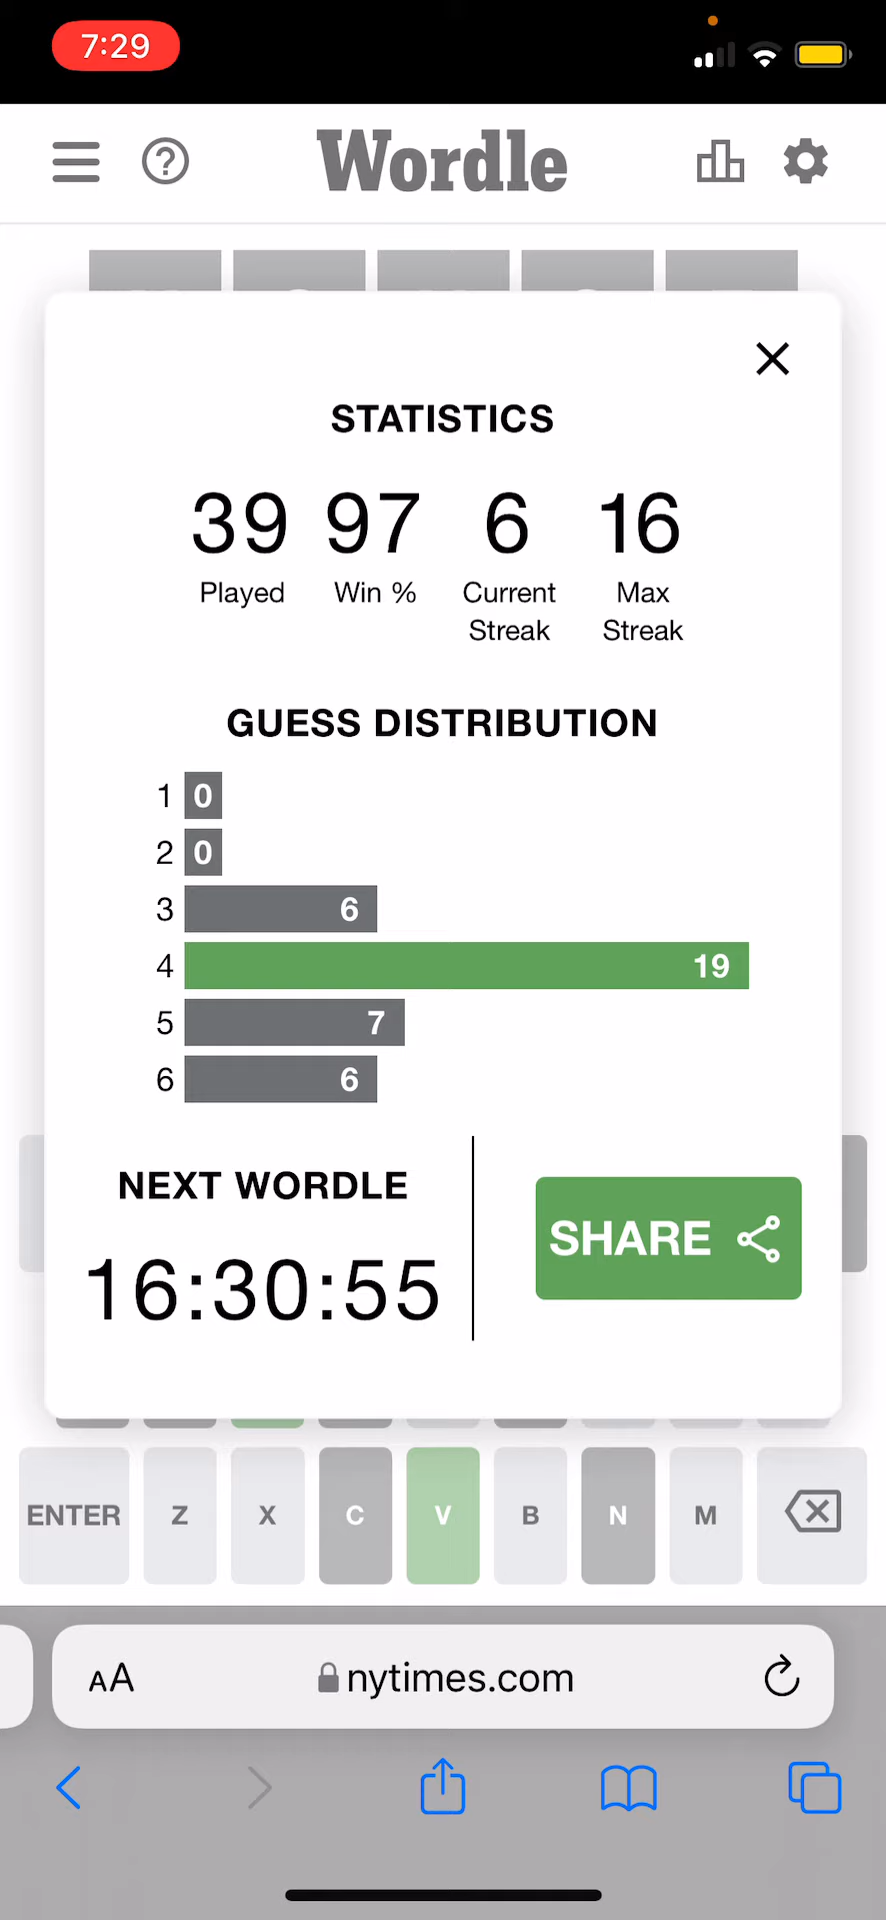 7:29
Wordle
STATISTICS
39 97 6 16
Played Win % Current Streak Max Streak
GUESS DISTRIBUTION
1 0
2 0
3 6
4 19
5 7
6 6
NEXT WORDLE
16:30:55
SHARE
ENTER Z X C V B N M
AA nytimes.com